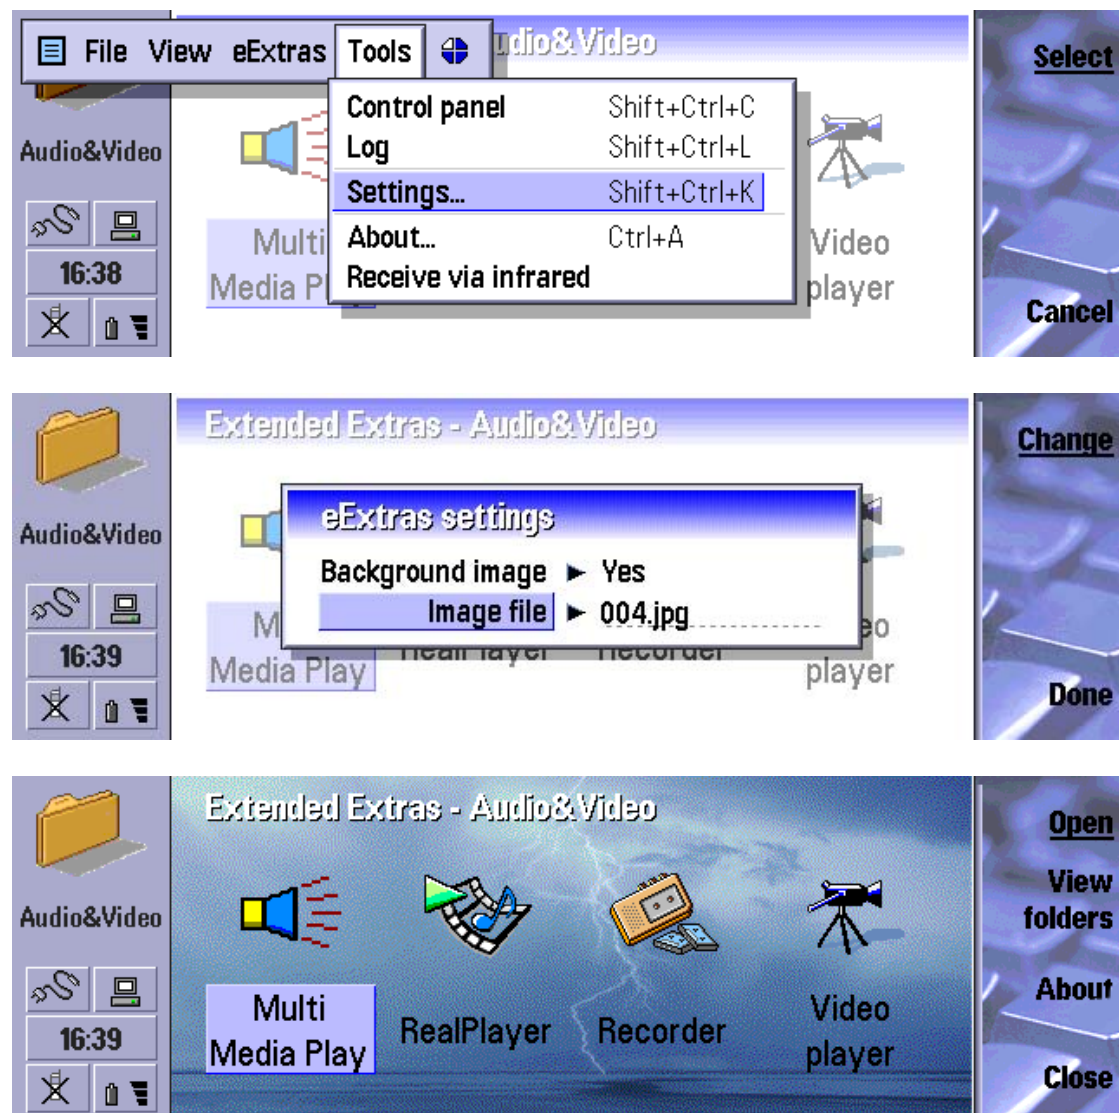 File View eExtras Tools
udio&Video
Select
Control panel Shift+Ctrl+C
Log Shift+Ctrl+L
Settings... Shift+Ctrl+K
About... Ctrl+A
Receive via infrared
Audio&Video
Multi
Media Pl
Video
player
16:38
Cancel
Extended Extras - Audio&Video
Change
eExtras settings
Background image Yes
Image file 004.jpg
Audio&Video
M
Media Play
RealPlayer
Recorder
eo
player
16:39
Done
Extended Extras - Audio&Video
Open
View
folders
Audio&Video
About
Multi
Media Play
RealPlayer
Recorder
Video
player
16:39
Close